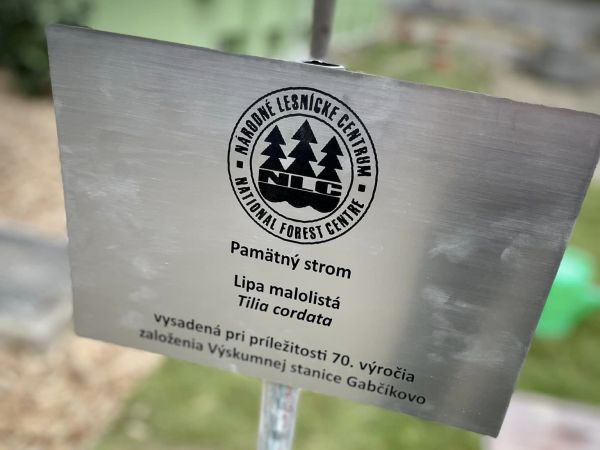 NÁRODNÉ LESNÍCKE CENTRUM
NLC
NATIONAL FOREST CENTRE
Pamätný strom
Lipa malolistá
Tilia cordata
vysadená pri príležitosti 70. výročia
založenia Výskumnej stanice Gabčíkovo